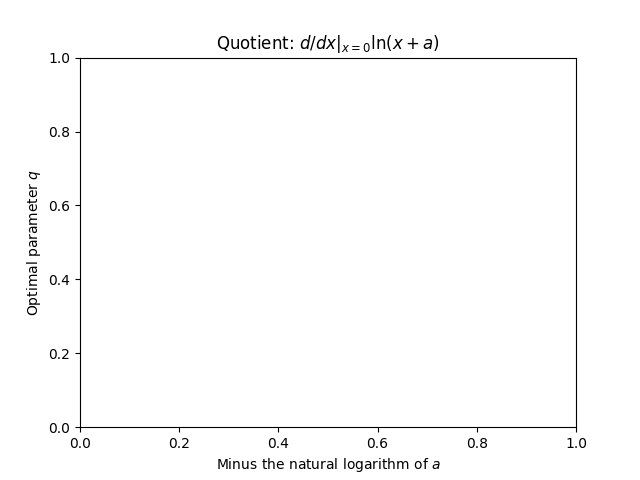 Quotient: $d/dx|_{x=0}\ln(x+a)$
1.0
0.8
0.6
0.4
0.2
0.0
Optimal parameter $q$
0.0 0.2 0.4 0.6 0.8 1.0
Minus the natural logarithm of $a$